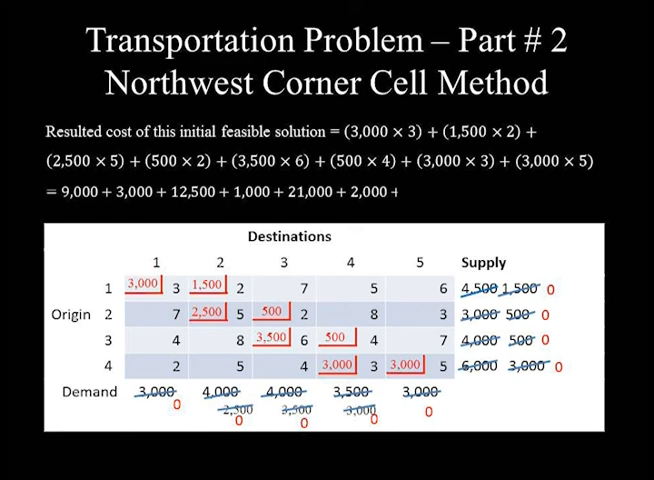 Transportation Problem – Part # 2
Northwest Corner Cell Method
Resulted cost of this initial feasible solution = (3,000 × 3) + (1,500 × 2) +
(2,500 × 5) + (500 × 2) + (3,500 × 6) + (500 × 4) + (3,000 × 3) + (3,000 × 5)
= 9,000 + 3,000 + 12,500 + 1,000 + 21,000 + 2,000 +
Destinations
1 2 3 4 5 Supply
1 3,000 3 1,500 2 7 5 6 4,500 1,500 0
Origin 2 7 2,500 5 500 2 8 3 3,000 500 0
3 4 8 3,500 6 500 4 7 4,000 500 0
4 2 5 4 3,000 3 3,000 5 6,000 3,000 0
Demand 3,000 4,000 4,000 3,500 3,000
0 2,500 3,500 3,000 0
0 0 0